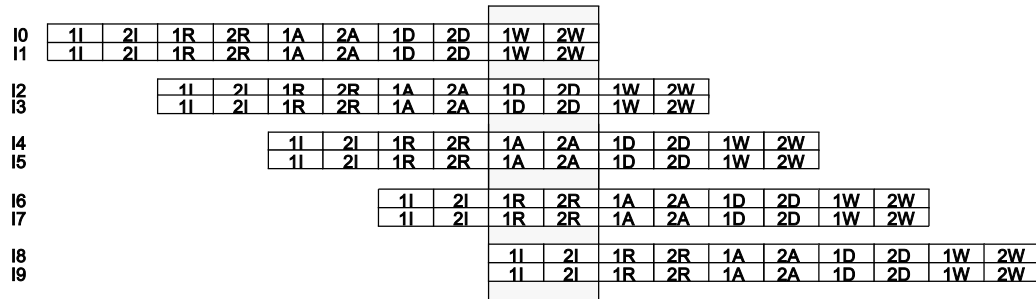 I0 1I 2I 1R 2R 1A 2A 1D 2D 1W 2W
I1 1I 2I 1R 2R 1A 2A 1D 2D 1W 2W
I2 1I 2I 1R 2R 1A 2A 1D 2D 1W 2W
I3 1I 2I 1R 2R 1A 2A 1D 2D 1W 2W
I4 1I 2I 1R 2R 1A 2A 1D 2D 1W 2W
I5 1I 2I 1R 2R 1A 2A 1D 2D 1W 2W
I6 1I 2I 1R 2R 1A 2A 1D 2D 1W 2W
I7 1I 2I 1R 2R 1A 2A 1D 2D 1W 2W
I8 1I 2I 1R 2R 1A 2A 1D 2D 1W 2W
I9 1I 2I 1R 2R 1A 2A 1D 2D 1W 2W